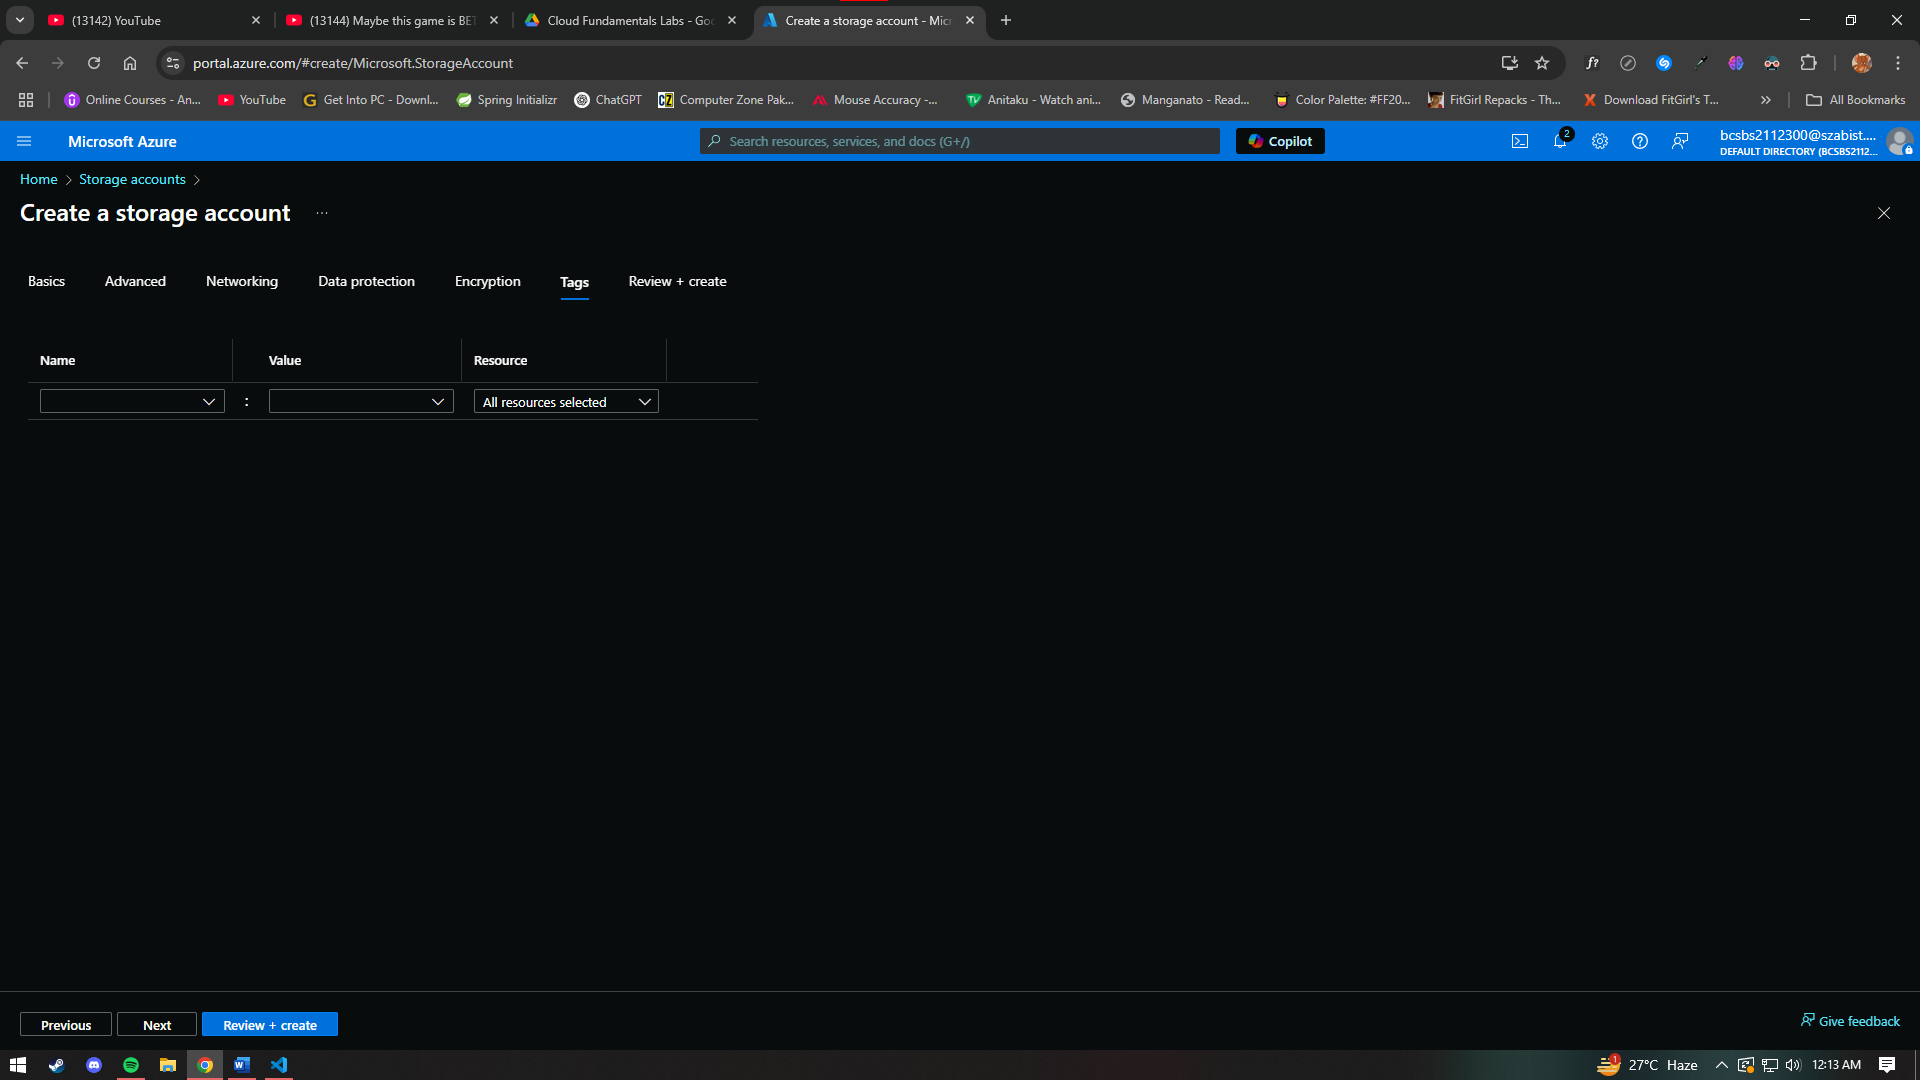 (13142) YouTube
(13144) Maybe this game is BET
Cloud Fundamentals Labs - Goo
Create a storage account - Micr
portal.azure.com/#create/Microsoft.StorageAccount
f?
Online Courses - An...
YouTube
G
Get Into PC - Downl...
Spring Initializr
ChatGPT
CZ
Computer Zone Pak...
Mouse Accuracy -...
TV
Anitaku - Watch ani...
Manganato - Read...
Color Palette: #FF20...
FitGirl Repacks - Th...
X
Download FitGirl's T...
All Bookmarks
Microsoft Azure
Search resources, services, and docs (G+/)
Copilot
2
bcsbs2112300@szabist....
DEFAULT DIRECTORY (BCSBS2112...
Home
Storage accounts
Create a storage account
...
Basics
Advanced
Networking
Data protection
Encryption
Tags
Review + create
Name
Value
Resource
:
All resources selected
Previous
Next
Review + create
Give feedback
1
27°C Haze
12:13 AM